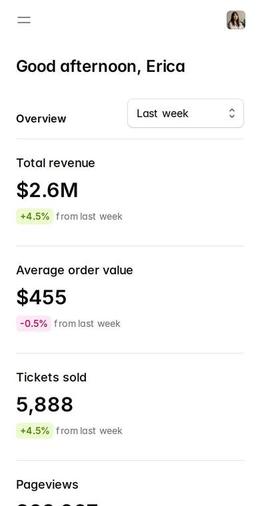 Good afternoon, Erica
Overview
Last week
Total revenue
$2.6M
+4.5% from last week
Average order value
$455
-0.5% from last week
Tickets sold
5,888
+4.5% from last week
Pageviews